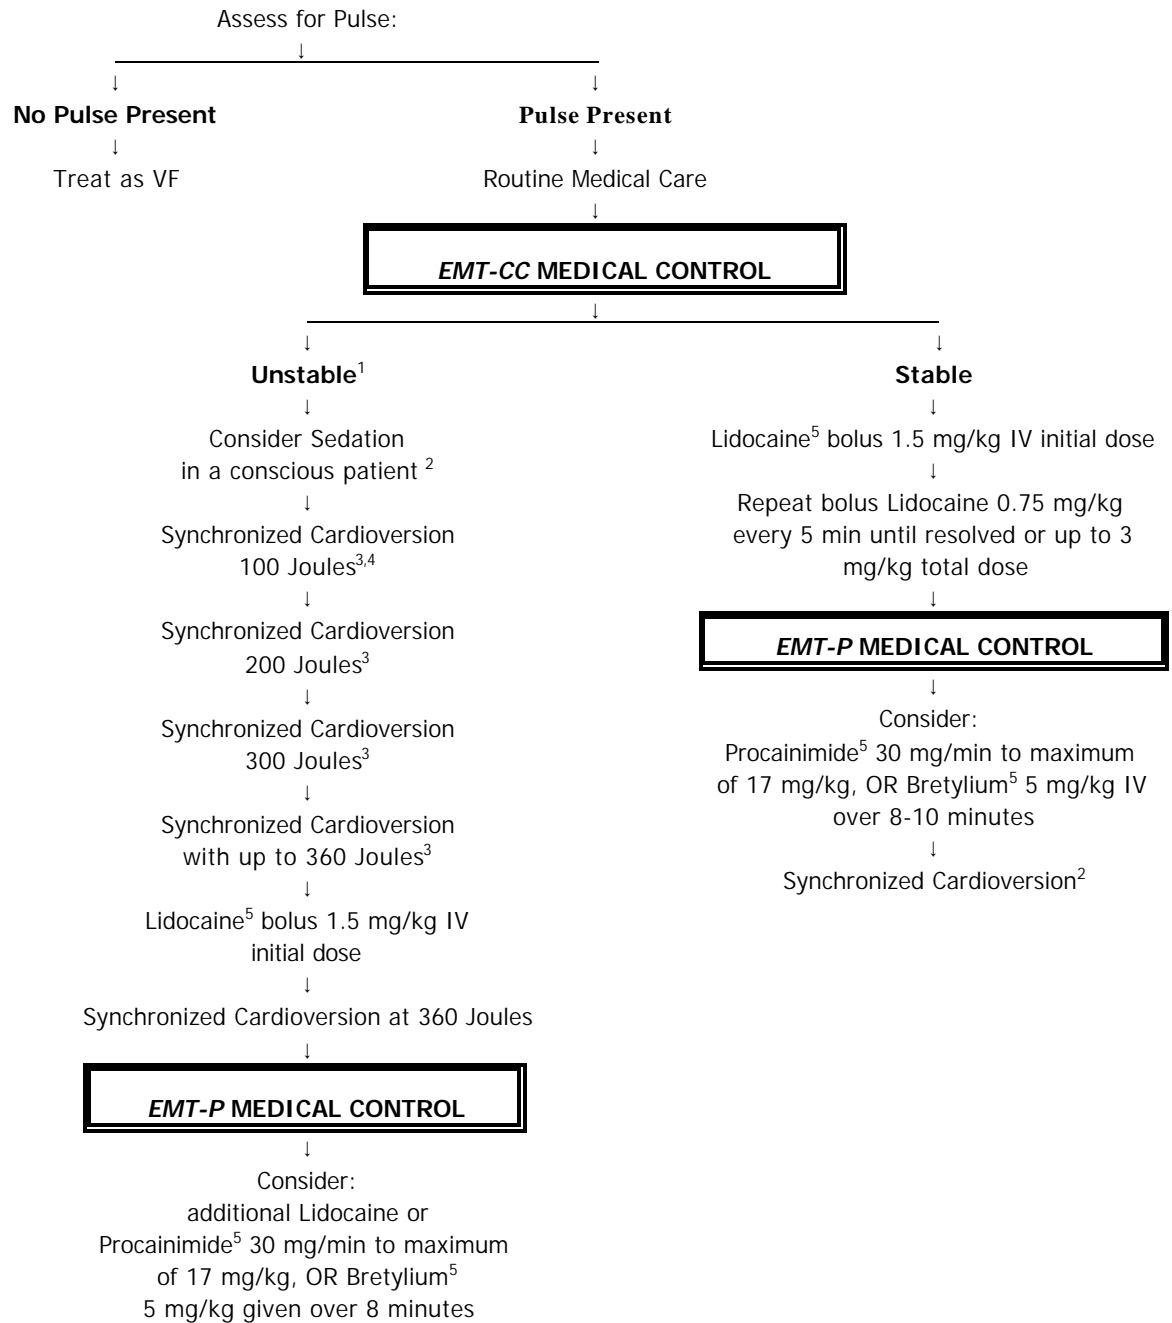 Assess for Pulse:
↓
↓ ↓
No Pulse Present Pulse Present
↓ ↓
Treat as VF Routine Medical Care
↓
EMT-CC MEDICAL CONTROL
↓
↓ ↓
Unstable¹
↓
Consider Sedation
in a conscious patient ²
↓
Synchronized Cardioversion
100 Joules³,⁴
↓
Synchronized Cardioversion
200 Joules³
↓
Synchronized Cardioversion
300 Joules³
↓
Synchronized Cardioversion
with up to 360 Joules³
↓
Lidocaine⁵ bolus 1.5 mg/kg IV
initial dose
↓
Synchronized Cardioversion at 360 Joules
↓
EMT-P MEDICAL CONTROL
↓
Consider:
additional Lidocaine or
Procainimide⁵ 30 mg/min to maximum
of 17 mg/kg, OR Bretylium⁵
5 mg/kg given over 8 minutes
Stable
↓
Lidocaine⁵ bolus 1.5 mg/kg IV initial dose
↓
Repeat bolus Lidocaine 0.75 mg/kg
every 5 min until resolved or up to 3
mg/kg total dose
↓
EMT-P MEDICAL CONTROL
↓
Consider:
Procainimide⁵ 30 mg/min to maximum
of 17 mg/kg, OR Bretylium⁵ 5 mg/kg IV
over 8-10 minutes
↓
Synchronized Cardioversion²